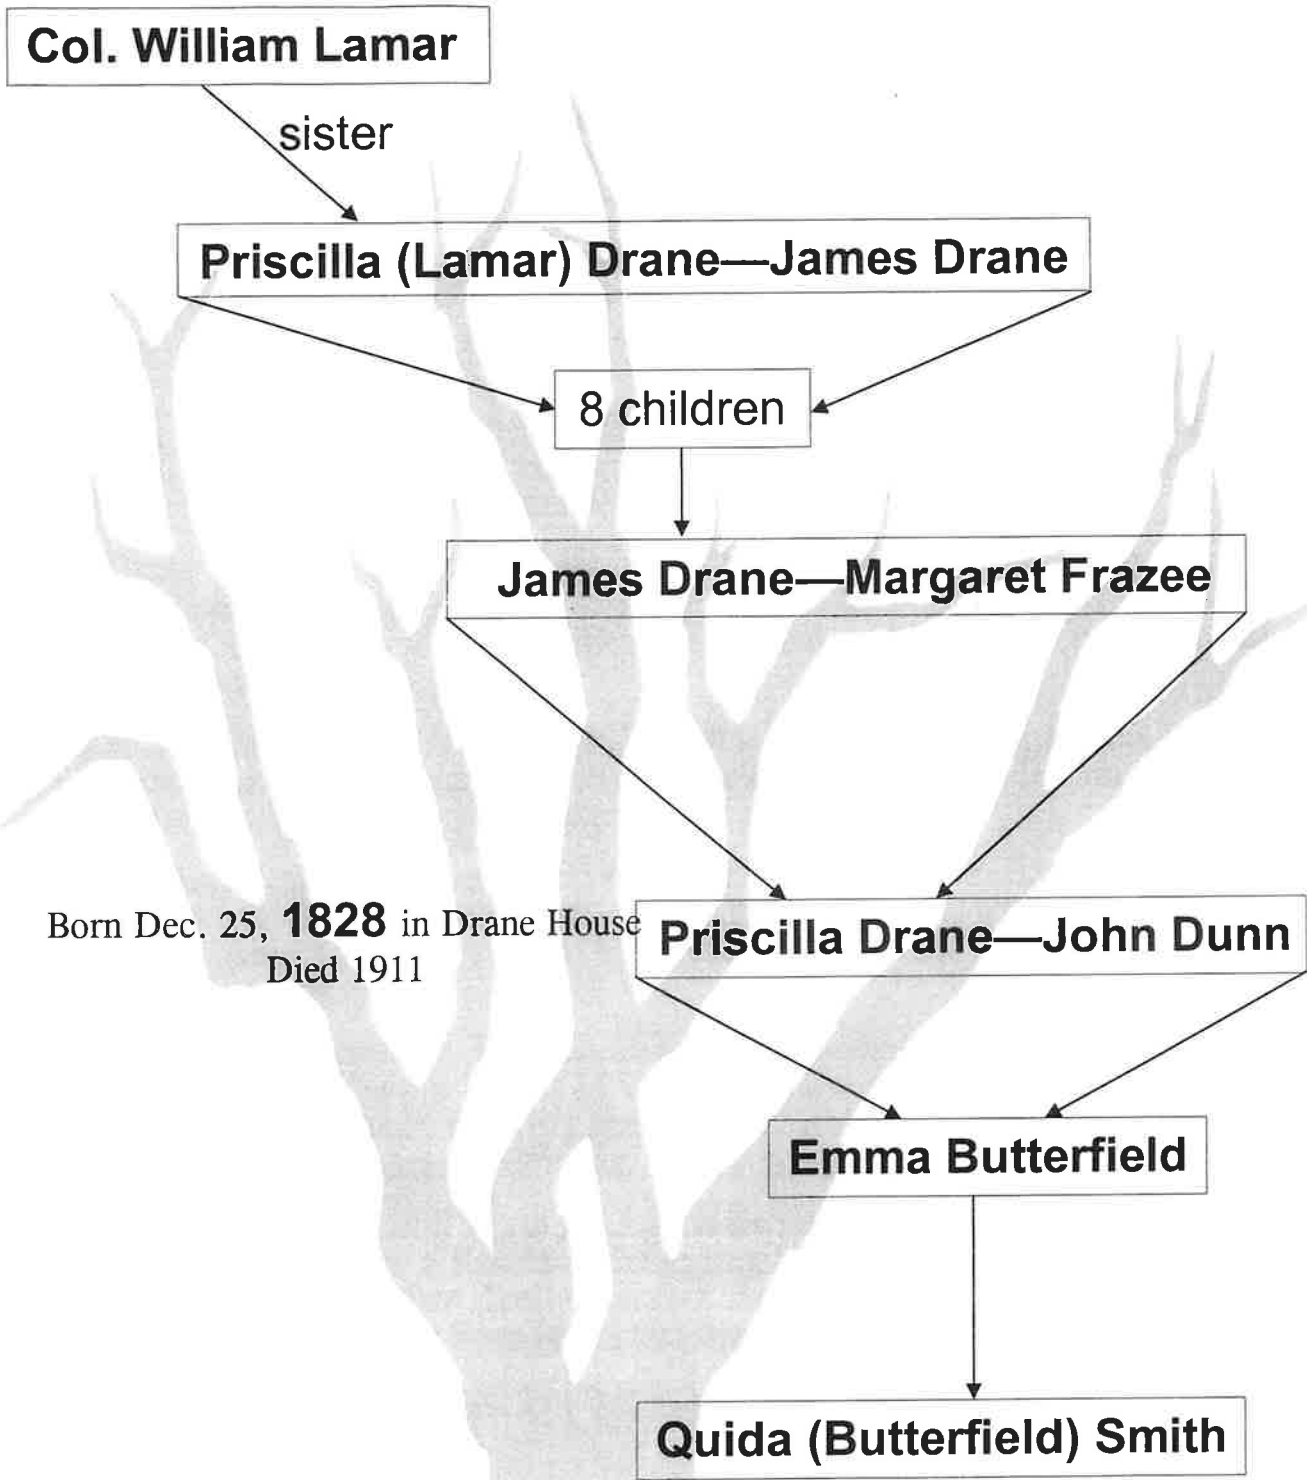 Col. William Lamar
sister
Priscilla (Lamar) Drane—James Drane
8 children
James Drane—Margaret Frazee
Born Dec. 25, 1828 in Drane House
Died 1911
Priscilla Drane—John Dunn
Emma Butterfield
Quida (Butterfield) Smith